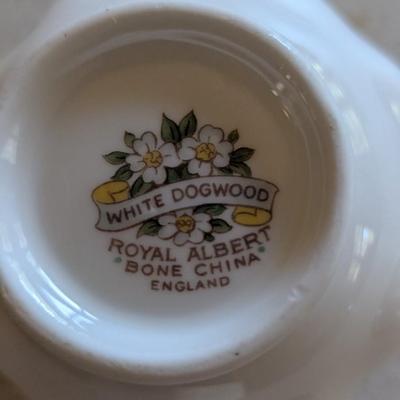 WHITE DOGWOOD
ROYAL ALBERT
BONE CHINA
ENGLAND